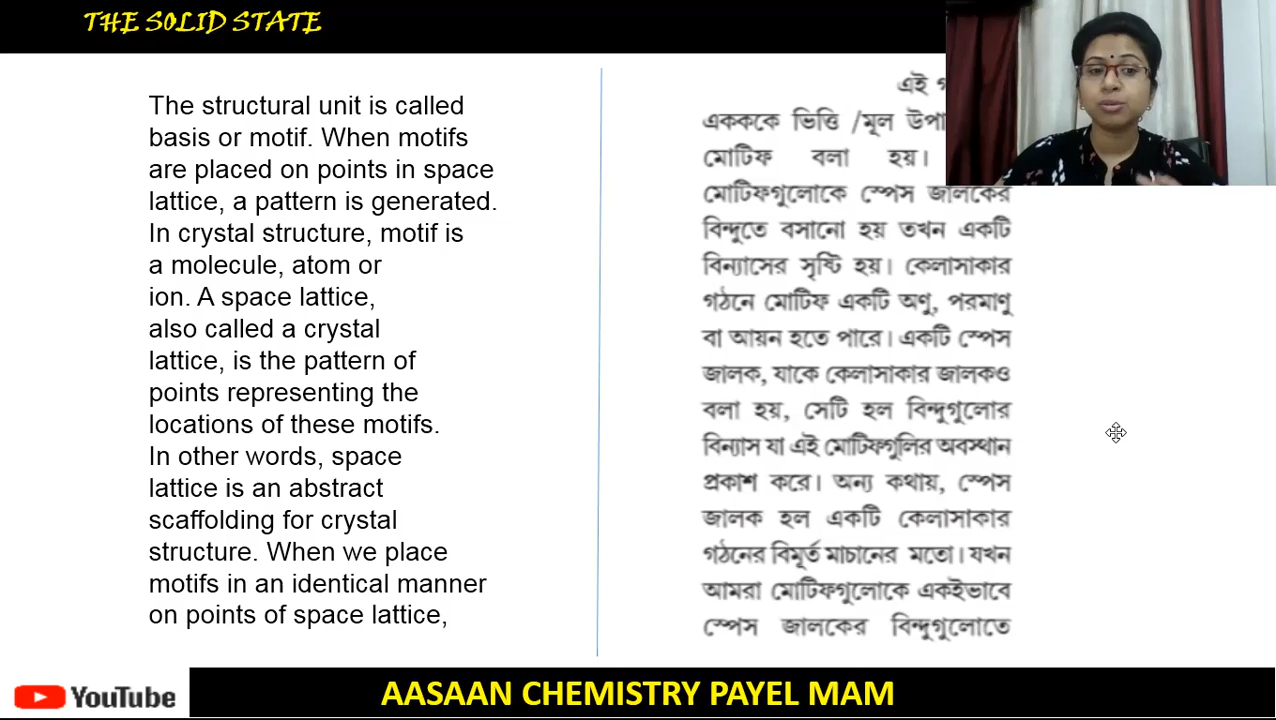 THE SOLID STATE
The structural unit is called
basis or motif. When motifs
are placed on points in space
lattice, a pattern is generated.
In crystal structure, motif is
a molecule, atom or
ion. A space lattice,
also called a crystal
lattice, is the pattern of
points representing the
locations of these motifs.
In other words, space
lattice is an abstract
scaffolding for crystal
structure. When we place
motifs in an identical manner
on points of space lattice,
এই
একককে ভিত্তি /মূল
মোটিফ বলা হয়।
মোটিফগুলোকে স্পেস জালকের
বিন্দুতে বসানো হয় তখন একটি
বিন্যাসের সৃষ্টি হয়। কেলাসাকার
গঠনে মোটিফ একটি অণু, পরমাণু
বা আয়ন হতে পারে। একটি স্পেস
জালক, যাকে কেলাসাকার জালকও
বলা হয়, সেটি হল বিন্দুগুলোর
বিন্যাস যা এই মোটিফগুলির অবস্থান
প্রকাশ করে। অন্য কথায়, স্পেস
জালক হল একটি কেলাসাকার
গঠনের বিমূর্ত মাচানের মতো। যখন
আমরা মোটিফগুলোকে একইভাবে
স্পেস জালকের বিন্দুগুলোতে
YouTube
AASAAN CHEMISTRY PAYEL MAM